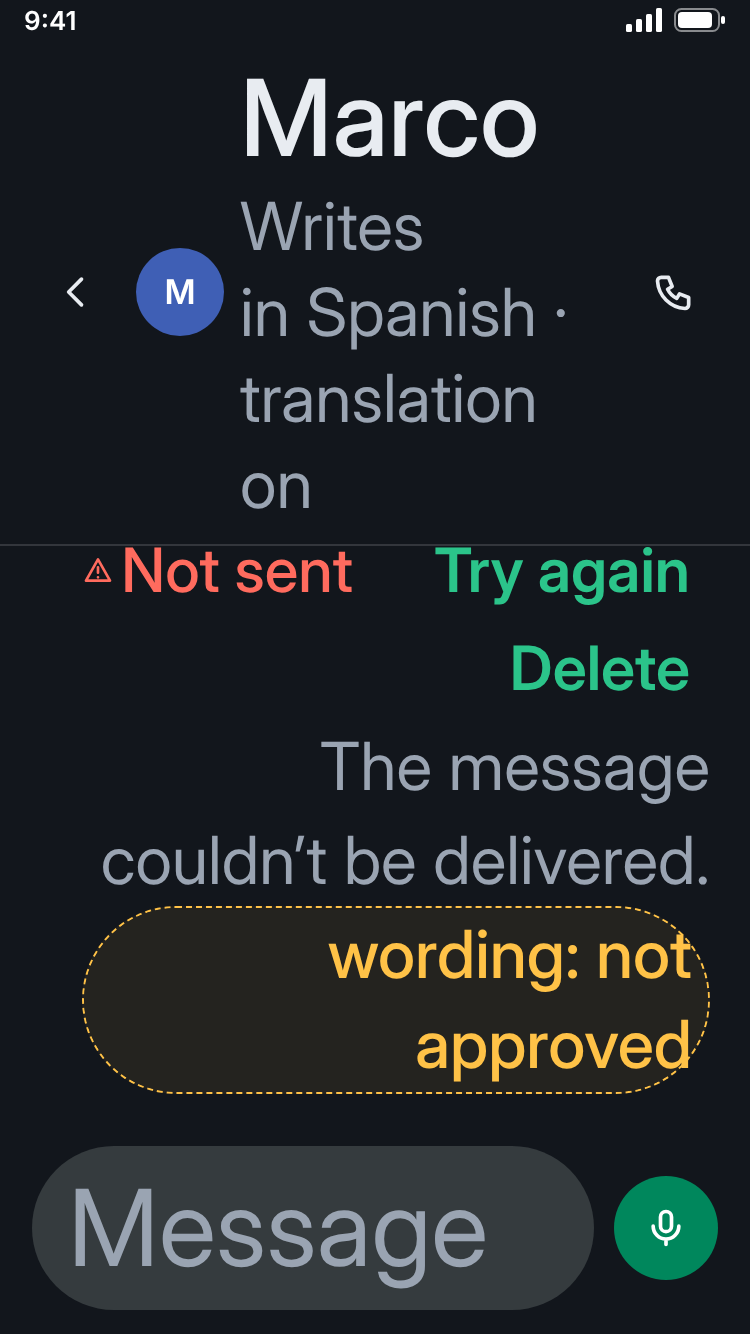 9:41
Marco
Writes
in Spanish ·
translation
on
M
Not sent
Try again
Delete
The message
couldn’t be delivered.
wording: not
approved
Message